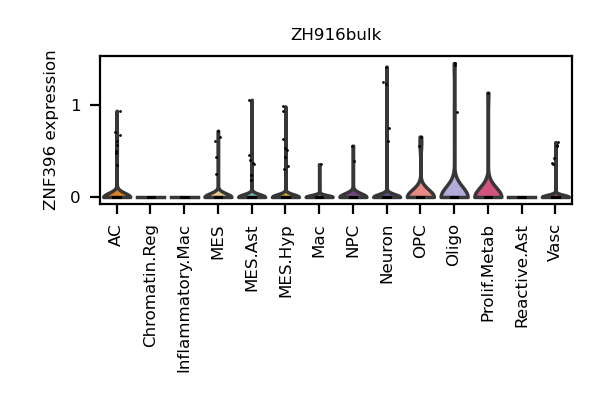 ZH916bulk
ZNF396 expression
1
0
AC
Chromatin.Reg
Inflammatory.Mac
MES
MES.Ast
MES.Hyp
Mac
NPC
Neuron
OPC
Oligo
Prolif.Metab
Reactive.Ast
Vasc